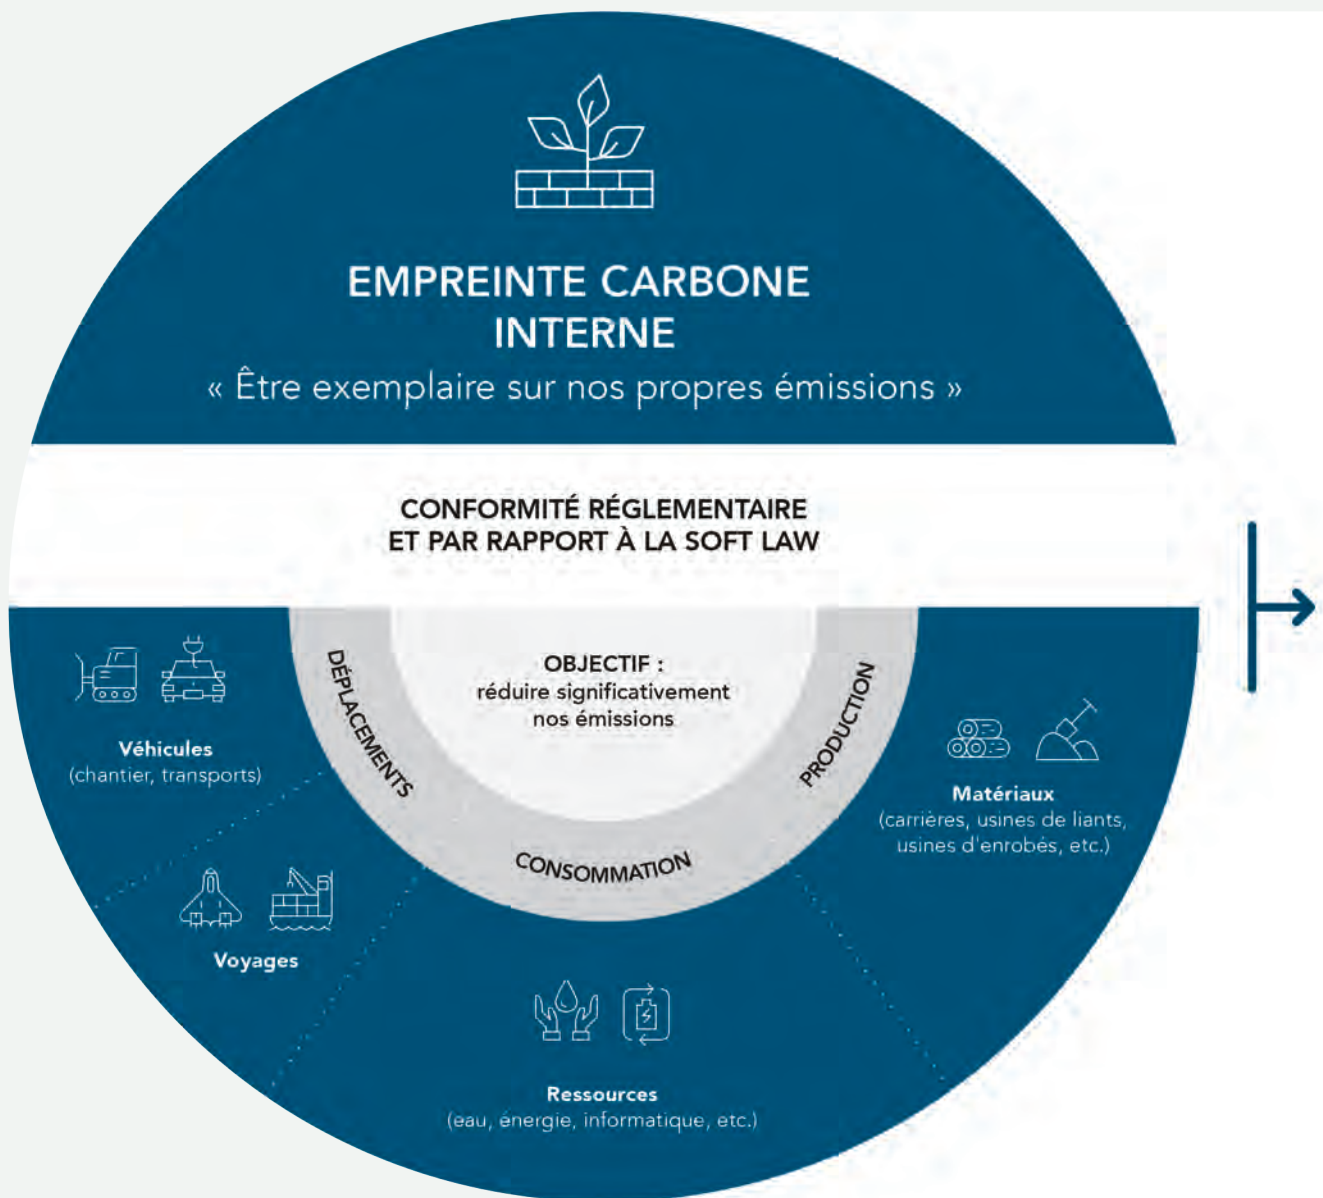 EMPREINTE CARBONE
INTERNE
« Être exemplaire sur nos propres émissions »
CONFORMITÉ RÉGLEMENTAIRE
ET PAR RAPPORT À LA SOFT LAW
OBJECTIF :
réduire significativement
nos émissions
DÉPLACEMENTS
CONSOMMATION
PRODUCTION
Véhicules
(chantier, transports)
Voyages
Ressources
(eau, énergie, informatique, etc.)
Matériaux
(carrières, usines de liants,
usines d'enrobés, etc.)